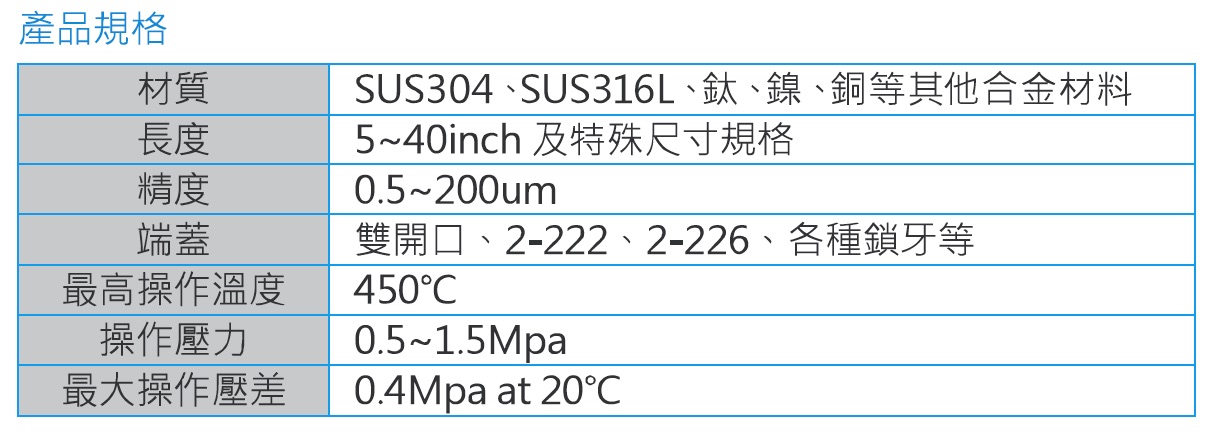 產品規格
材質 SUS304、SUS316L、鈦、鎳、銅等其他合金材料
長度 5~40inch 及特殊尺寸規格
精度 0.5~200um
端蓋 雙開口、2-222、2-226、各種鎖牙等
最高操作溫度 450℃
操作壓力 0.5~1.5Mpa
最大操作壓差 0.4Mpa at 20℃